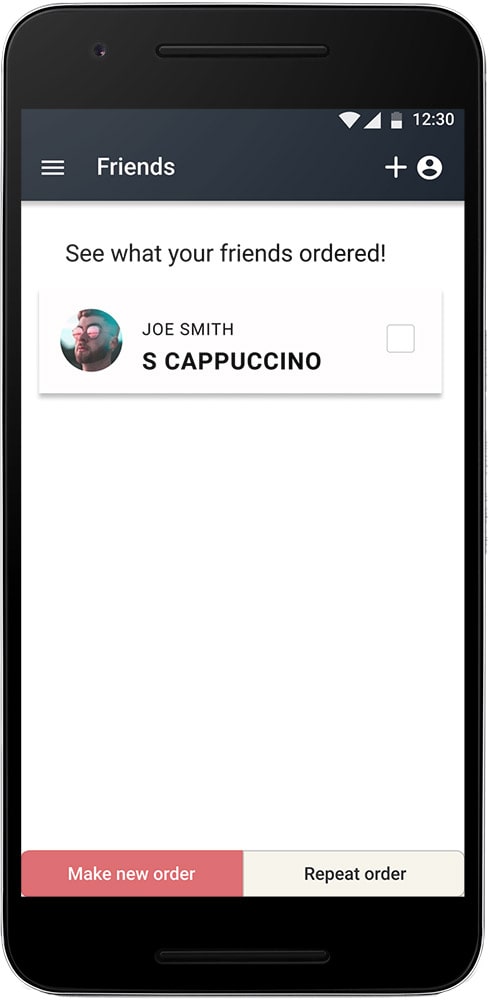 12:30
Friends
See what your friends ordered!
JOE SMITH
S CAPPUCCINO
Make new order
Repeat order